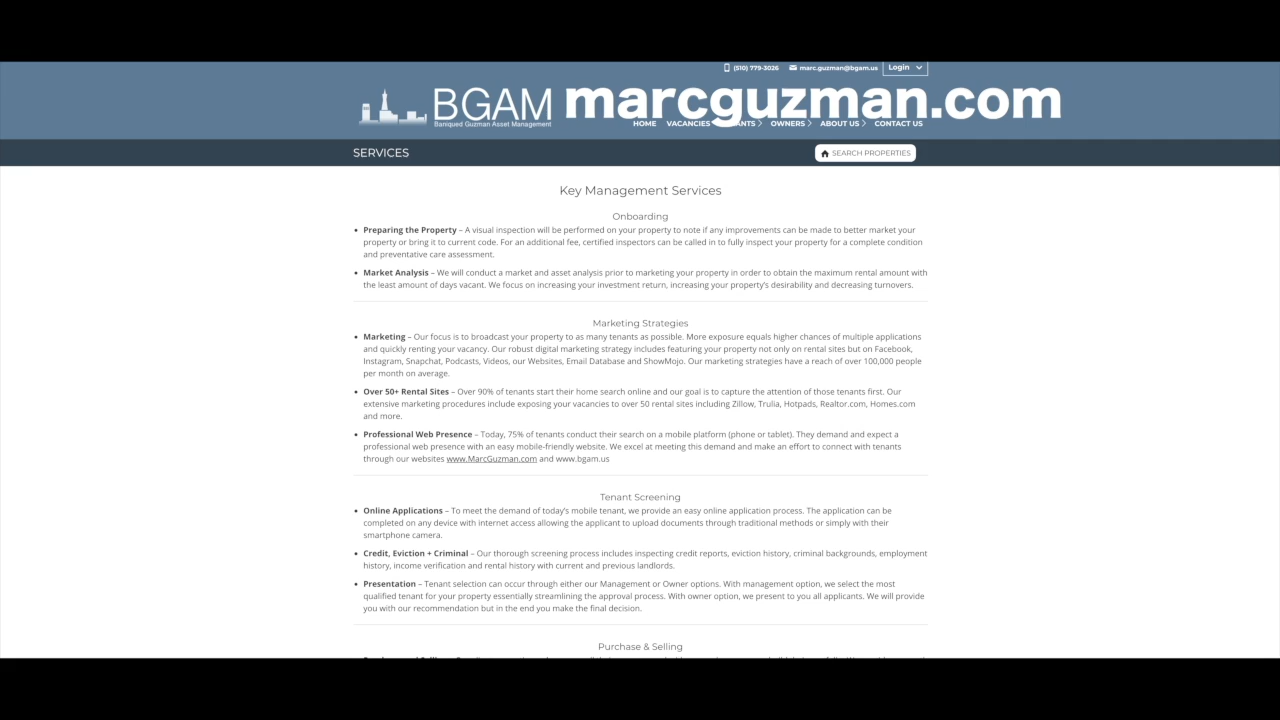 (510) 779-3026 marc.guzman@bgam.us Login
BGAM marcguzman.com
Baniqued Guzman Asset Management
HOME VACANCIES ANTS OWNERS ABOUT US CONTACT US
SERVICES SEARCH PROPERTIES
Key Management Services
Onboarding
• Preparing the Property – A visual inspection will be performed on your property to note if any improvements can be made to better market your
property or bring it to current code. For an additional fee, certified inspectors can be called in to fully inspect your property for a complete condition
and preventative care assessment.
• Market Analysis – We will conduct a market and asset analysis prior to marketing your property in order to obtain the maximum rental amount with
the least amount of days vacant. We focus on increasing your investment return, increasing your property's desirability and decreasing turnovers.
Marketing Strategies
• Marketing – Our focus is to broadcast your property to as many tenants as possible. More exposure equals higher chances of multiple applications
and quickly renting your vacancy. Our robust digital marketing strategy includes featuring your property not only on rental sites but on Facebook,
Instagram, Snapchat, Podcasts, Videos, our Websites, Email Database and ShowMojo. Our marketing strategies have a reach of over 100,000 people
per month on average.
• Over 50+ Rental Sites – Over 90% of tenants start their home search online and our goal is to capture the attention of those tenants first. Our
extensive marketing procedures include exposing your vacancies to over 50 rental sites including Zillow, Trulia, Hotpads, Realtor.com, Homes.com
and more.
• Professional Web Presence – Today, 75% of tenants conduct their search on a mobile platform (phone or tablet). They demand and expect a
professional web presence with an easy mobile-friendly website. We excel at meeting this demand and make an effort to connect with tenants
through our websites www.MarcGuzman.com and www.bgam.us
Tenant Screening
• Online Applications – To meet the demand of today's mobile tenant, we provide an easy online application process. The application can be
completed on any device with internet access allowing the applicant to upload documents through traditional methods or simply with their
smartphone camera.
• Credit, Eviction + Criminal – Our thorough screening process includes inspecting credit reports, eviction history, criminal backgrounds, employment
history, income verification and rental history with current and previous landlords.
• Presentation – Tenant selection can occur through either our Management or Owner options. With management option, we select the most
qualified tenant for your property essentially streamlining the approval process. With owner option, we present to you all applicants. We will provide
you with our recommendation but in the end you make the final decision.
Purchase & Selling